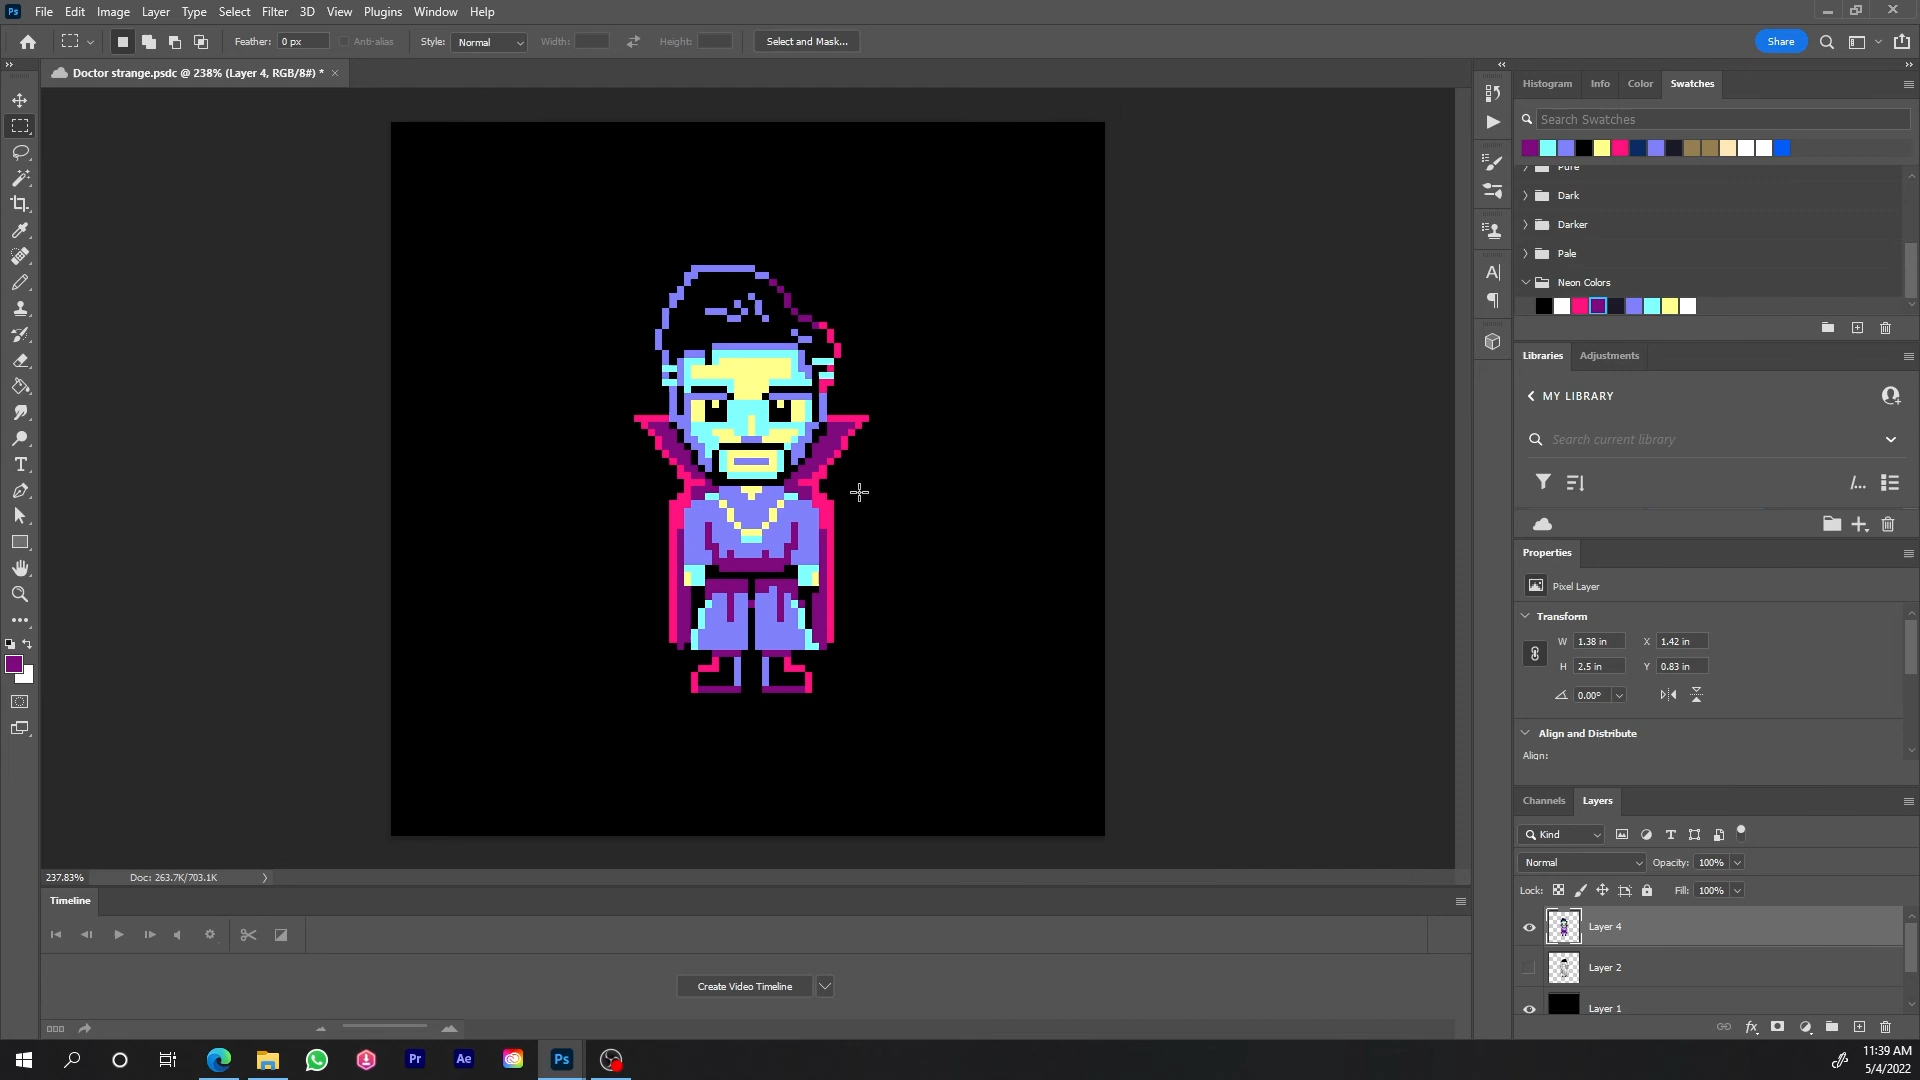 Ps File Edit Image Layer Type Select Filter 3D View Plugins Window Help
Feather: 0 px Anti-alias Style: Normal Width: Height: Select and Mask... Share
Doctor strange.psdc @ 238% (Layer 4, RGB/8#) * ×
Histogram Info Color Swatches
Search Swatches
Pure
Dark
Darker
Pale
Neon Colors
Libraries Adjustments
MY LIBRARY
Search current library
Properties
Pixel Layer
Transform
W 1.38 in X 1.42 in
H 2.5 in Y 0.83 in
0.00°
Align and Distribute
Align:
Channels Layers
Kind
Normal Opacity: 100%
Lock: Fill: 100%
Layer 4
Layer 2
Layer 1
237.83% Doc: 263.7K/703.1K
Timeline
Create Video Timeline
Pr Ae Ps
11:39 AM
5/4/2022